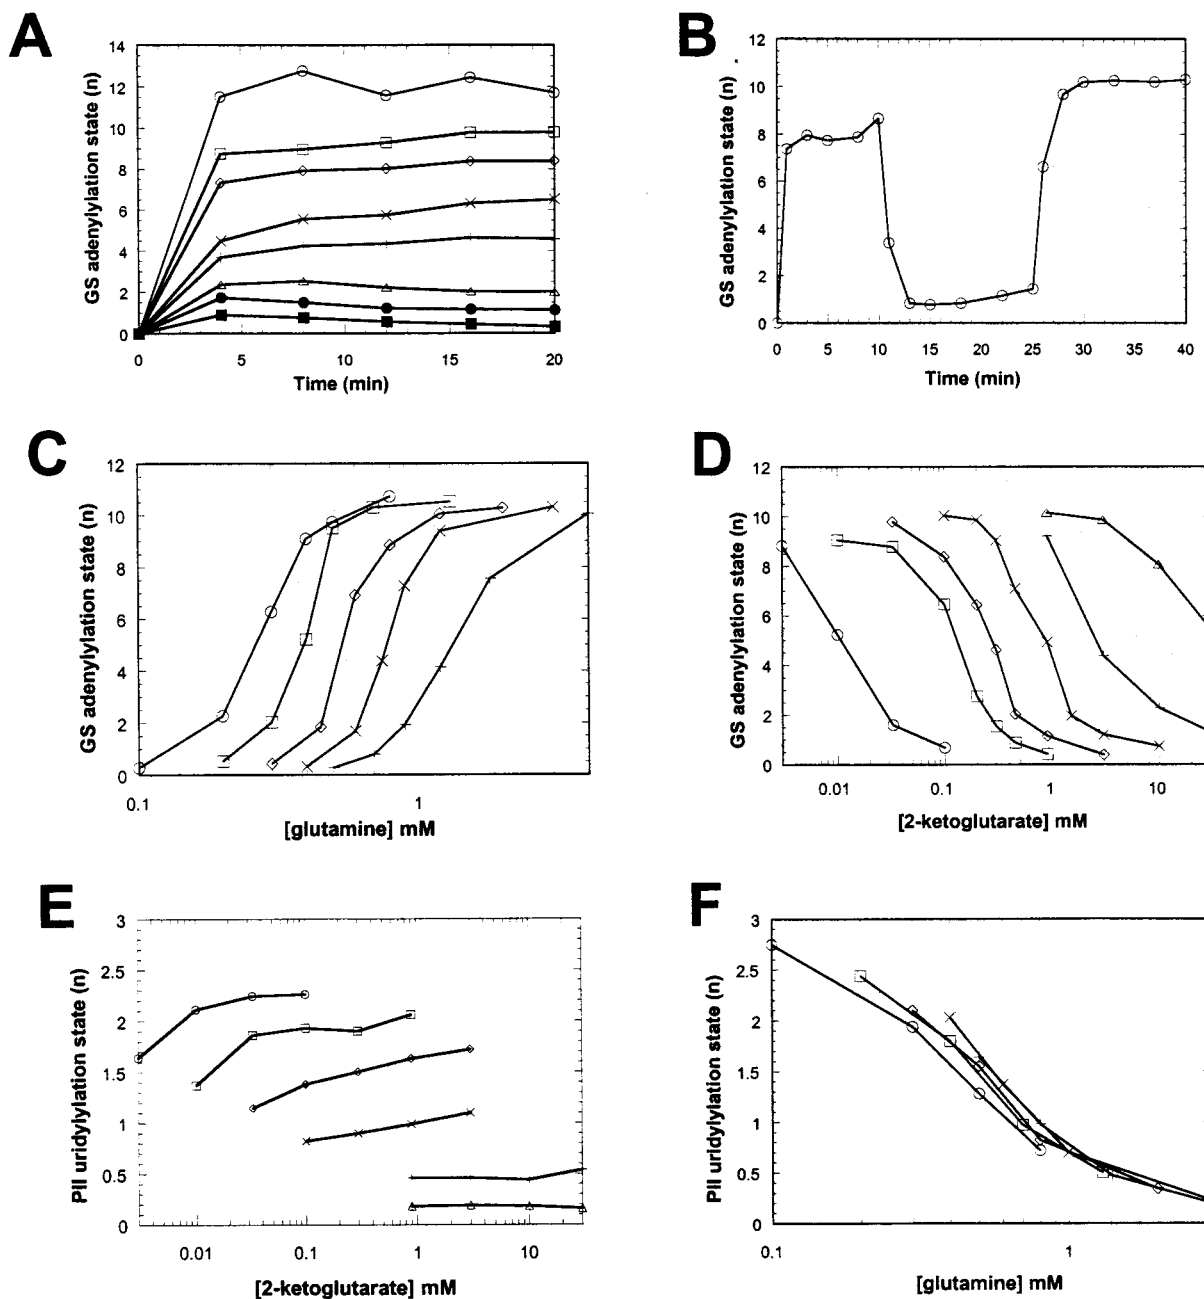 A
GS adenylylation state (n)
14
12
10
8
6
4
2
0
0 5 10 15 20
Time (min)
B
GS adenylylation state (n)
12
10
8
6
4
2
0
0 5 10 15 20 25 30 35 40
Time (min)
C
GS adenylylation state (n)
12
10
8
6
4
2
0
0.1 1
[glutamine] mM
D
GS adenylylation state (n)
12
10
8
6
4
2
0
0.01 0.1 1 10
[2-ketoglutarate] mM
E
PII uridylylation state (n)
3
2.5
2
1.5
1
0.5
0
0.01 0.1 1 10
[2-ketoglutarate] mM
F
PII uridylylation state (n)
3
2.5
2
1.5
1
0.5
0
0.1 1
[glutamine] mM